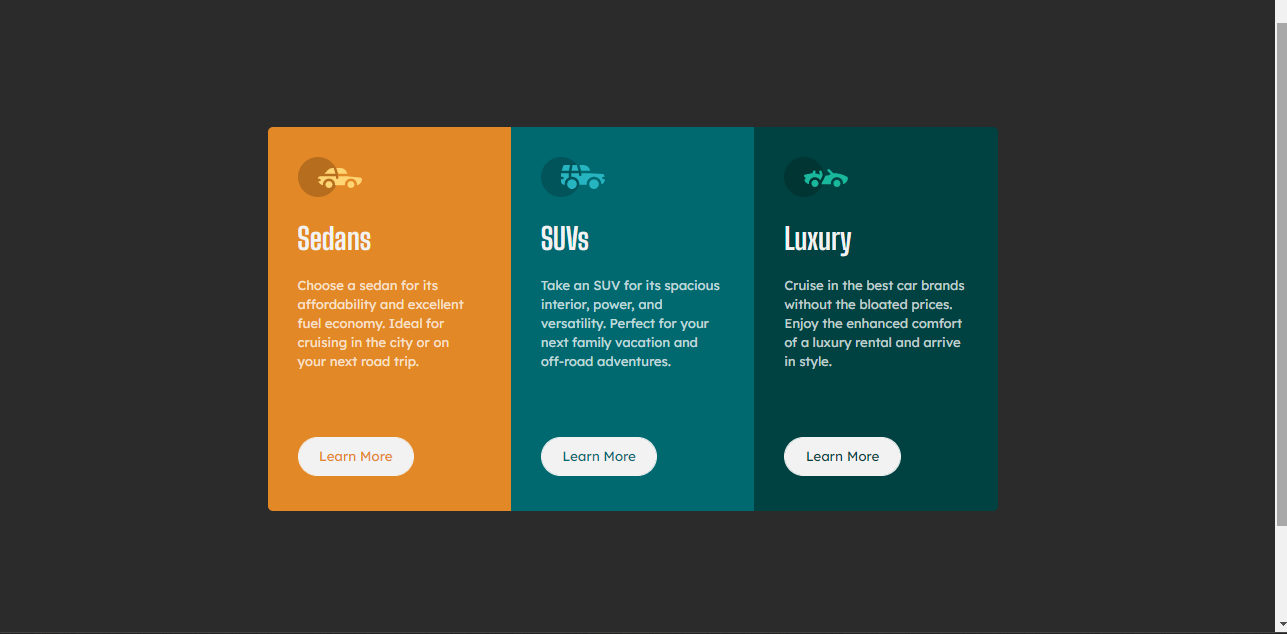 Sedans
Choose a sedan for its
affordability and excellent
fuel economy. Ideal for
cruising in the city or on
your next road trip.
Learn More
SUVs
Take an SUV for its spacious
interior, power, and
versatility. Perfect for your
next family vacation and
off-road adventures.
Learn More
Luxury
Cruise in the best car brands
without the bloated prices.
Enjoy the enhanced comfort
of a luxury rental and arrive
in style.
Learn More